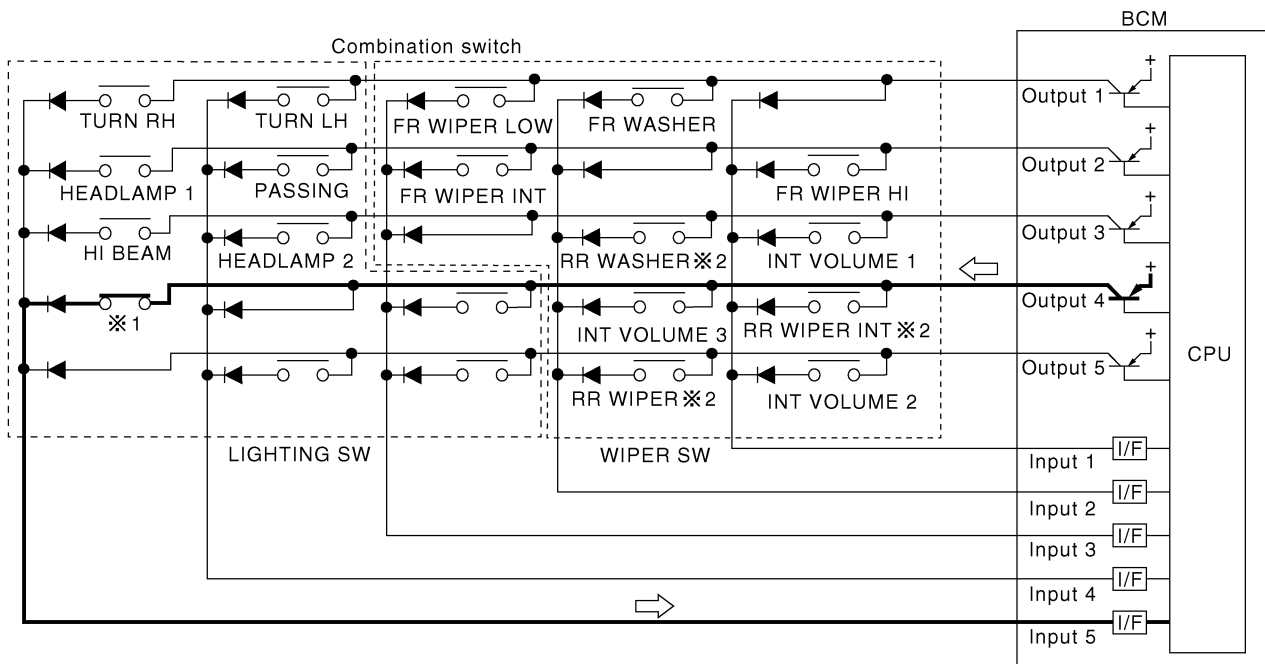 BCM
Combination switch
+
Output 1
TURN RH
TURN LH
FR WIPER LOW
FR WASHER
+
Output 2
HEADLAMP 1
PASSING
FR WIPER INT
FR WIPER HI
+
Output 3
HI BEAM
HEADLAMP 2
RR WASHER※2
INT VOLUME 1
+
Output 4
※1
INT VOLUME 3
RR WIPER INT※2
+
Output 5
CPU
RR WIPER※2
INT VOLUME 2
LIGHTING SW
WIPER SW
Input 1
I/F
Input 2
I/F
Input 3
I/F
Input 4
I/F
Input 5
I/F